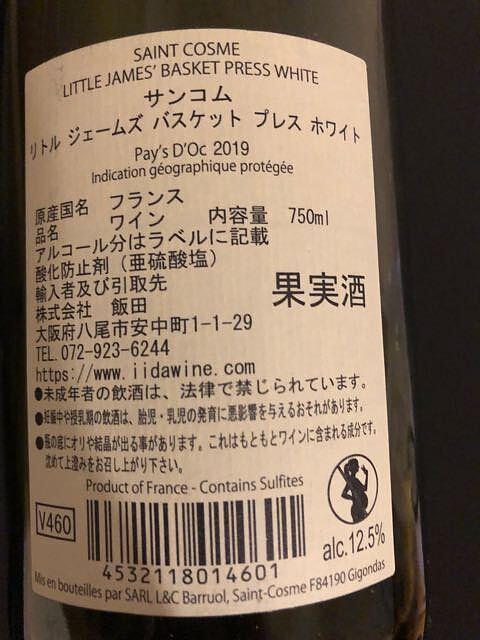 SAINT COSME
LITTLE JAMES' BASKET PRESS WHITE
サンコム
リトル ジェームズ バスケット プレス ホワイト
Pay's D'Oc 2019
Indication géographique protégée
原産国名 フランス
品名 ワイン 内容量 750ml
アルコール分はラベルに記載
酸化防止剤(亜硫酸塩)
輸入者及び引取先
株式会社 飯田
果実酒
大阪府八尾市安中町1-1-29
TEL.072-923-6244
https://www.iidawine.com
●未成年者の飲酒は、法律で禁じられています。
●妊娠中や授乳期の飲酒は、胎児・乳児の発育に悪影響を与えるおそれがあります。
●瓶の底にオリや結晶が出る事があります。これはもともとワインに含まれる成分です。
沈めて上澄みをお召し上がり下さい。
Product of France - Contains Sulfites
V460
4532118014601
alc.12.5%
Mis en bouteilles par SARL L&C Barruol, Saint-Cosme F84190 Gigondas